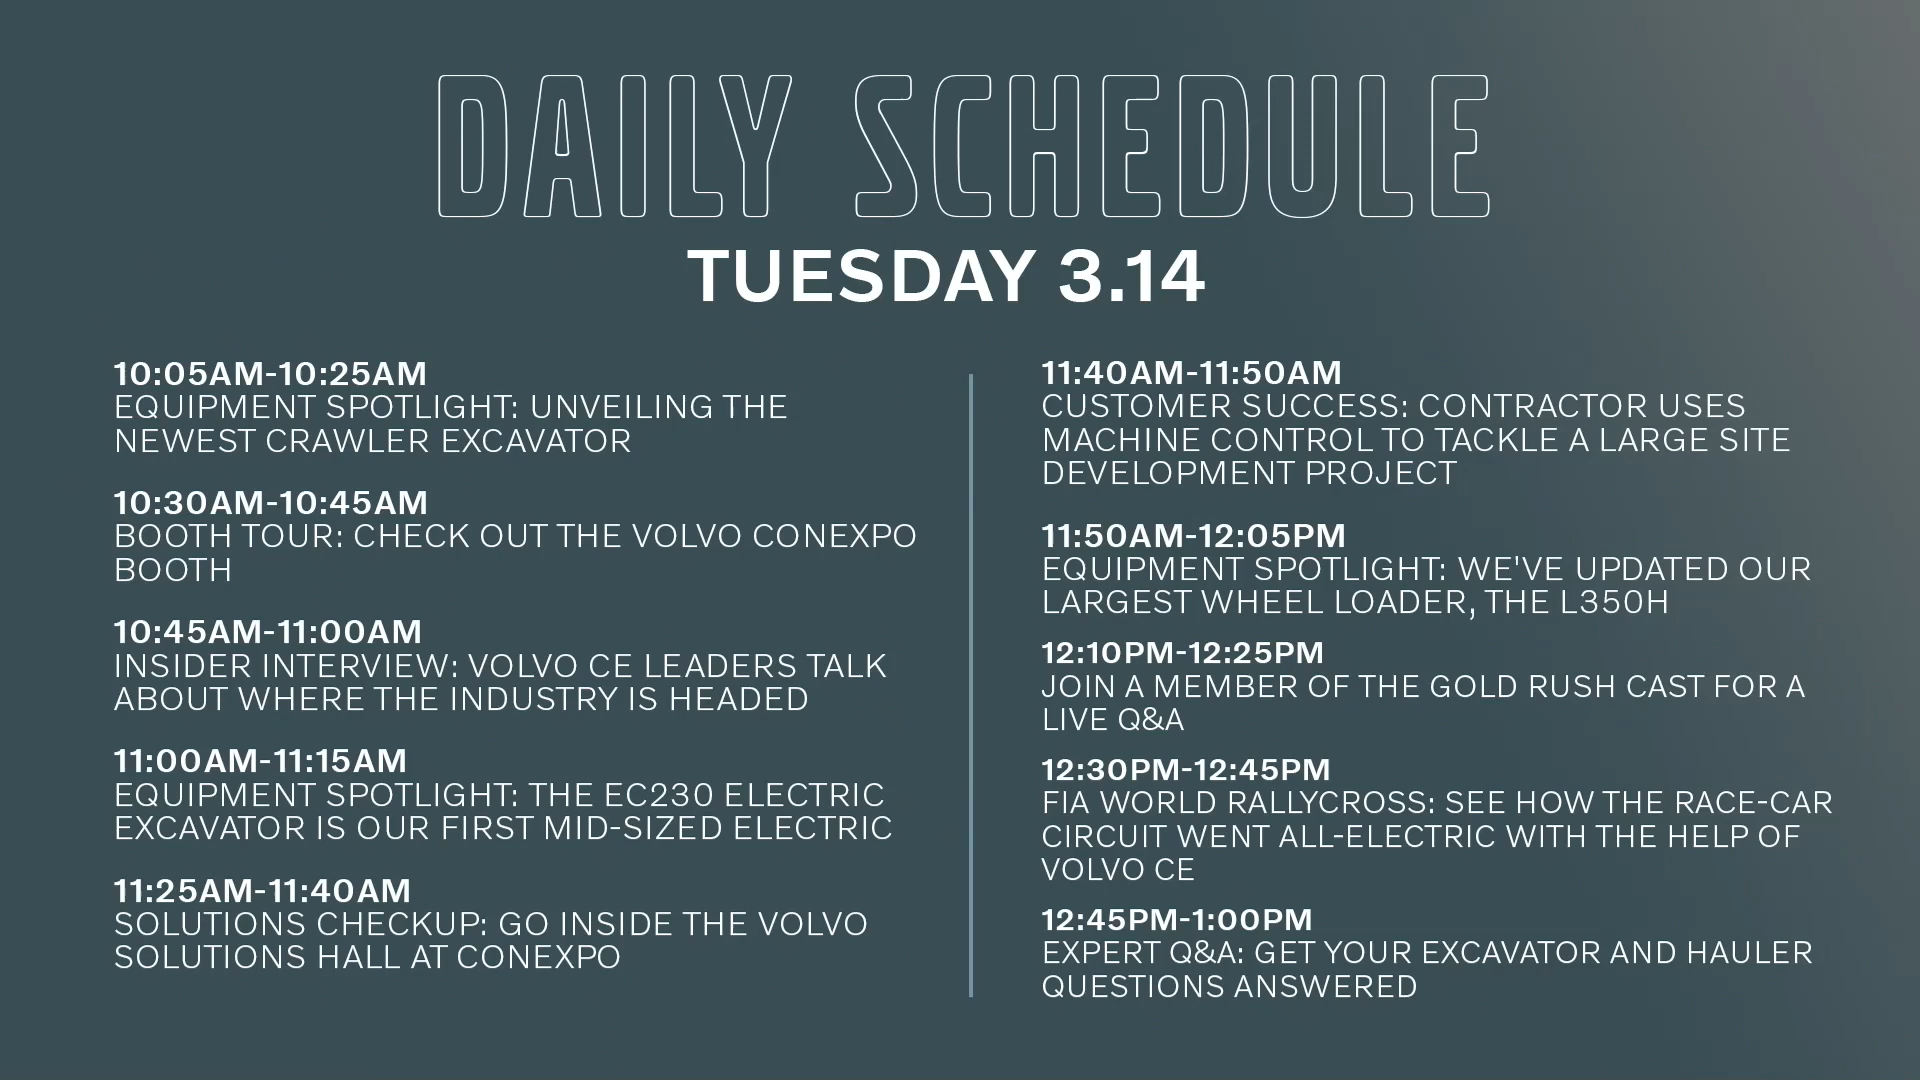 DAILY SCHEDULE
TUESDAY 3.14
10:05AM-10:25AM
EQUIPMENT SPOTLIGHT: UNVEILING THE
NEWEST CRAWLER EXCAVATOR
10:30AM-10:45AM
BOOTH TOUR: CHECK OUT THE VOLVO CONEXPO
BOOTH
10:45AM-11:00AM
INSIDER INTERVIEW: VOLVO CE LEADERS TALK
ABOUT WHERE THE INDUSTRY IS HEADED
11:00AM-11:15AM
EQUIPMENT SPOTLIGHT: THE EC230 ELECTRIC
EXCAVATOR IS OUR FIRST MID-SIZED ELECTRIC
11:25AM-11:40AM
SOLUTIONS CHECKUP: GO INSIDE THE VOLVO
SOLUTIONS HALL AT CONEXPO
11:40AM-11:50AM
CUSTOMER SUCCESS: CONTRACTOR USES
MACHINE CONTROL TO TACKLE A LARGE SITE
DEVELOPMENT PROJECT
11:50AM-12:05PM
EQUIPMENT SPOTLIGHT: WE'VE UPDATED OUR
LARGEST WHEEL LOADER, THE L350H
12:10PM-12:25PM
JOIN A MEMBER OF THE GOLD RUSH CAST FOR A
LIVE Q&A
12:30PM-12:45PM
FIA WORLD RALLYCROSS: SEE HOW THE RACE-CAR
CIRCUIT WENT ALL-ELECTRIC WITH THE HELP OF
VOLVO CE
12:45PM-1:00PM
EXPERT Q&A: GET YOUR EXCAVATOR AND HAULER
QUESTIONS ANSWERED